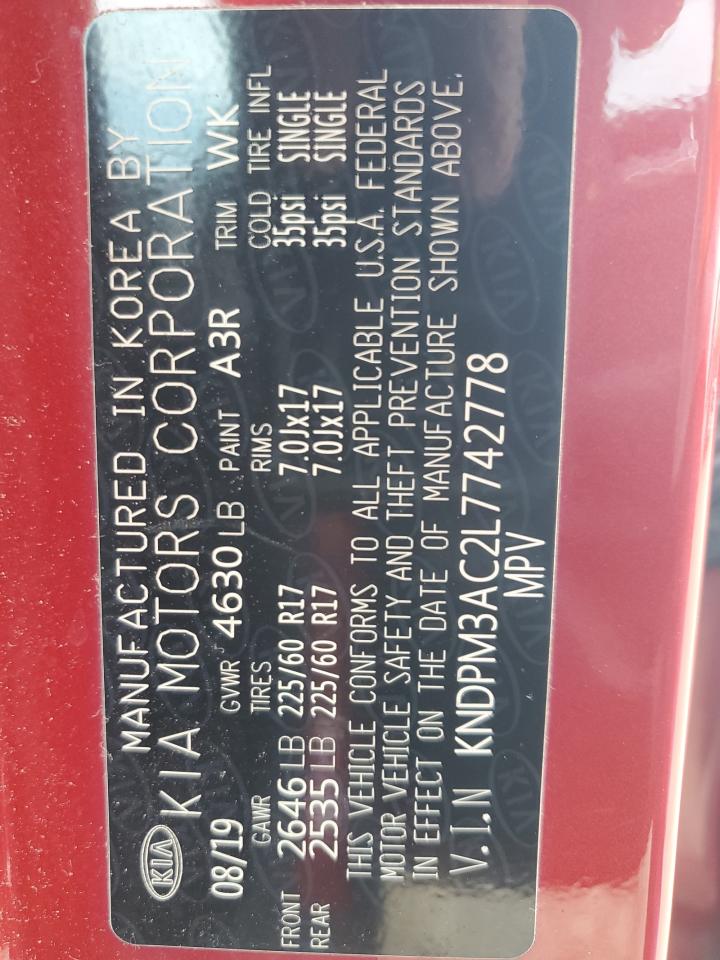 MANUFACTURED IN KOREA BY
KIA KIA MOTORS CORPORATION
08/19 GVWR 4630 LB PAINT A3R TRIM WK
GAWR TIRES RIMS COLD TIRE INFL
FRONT 2646 LB 225/60 R17 7.0Jx17 35psi SINGLE
REAR 2535 LB 225/60 R17 7.0Jx17 35psi SINGLE
THIS VEHICLE CONFORMS TO ALL APPLICABLE U.S.A. FEDERAL
MOTOR VEHICLE SAFETY AND THEFT PREVENTION STANDARDS
IN EFFECT ON THE DATE OF MANUFACTURE SHOWN ABOVE.
V.I.N KNDPM3AC2L7742778
MPV